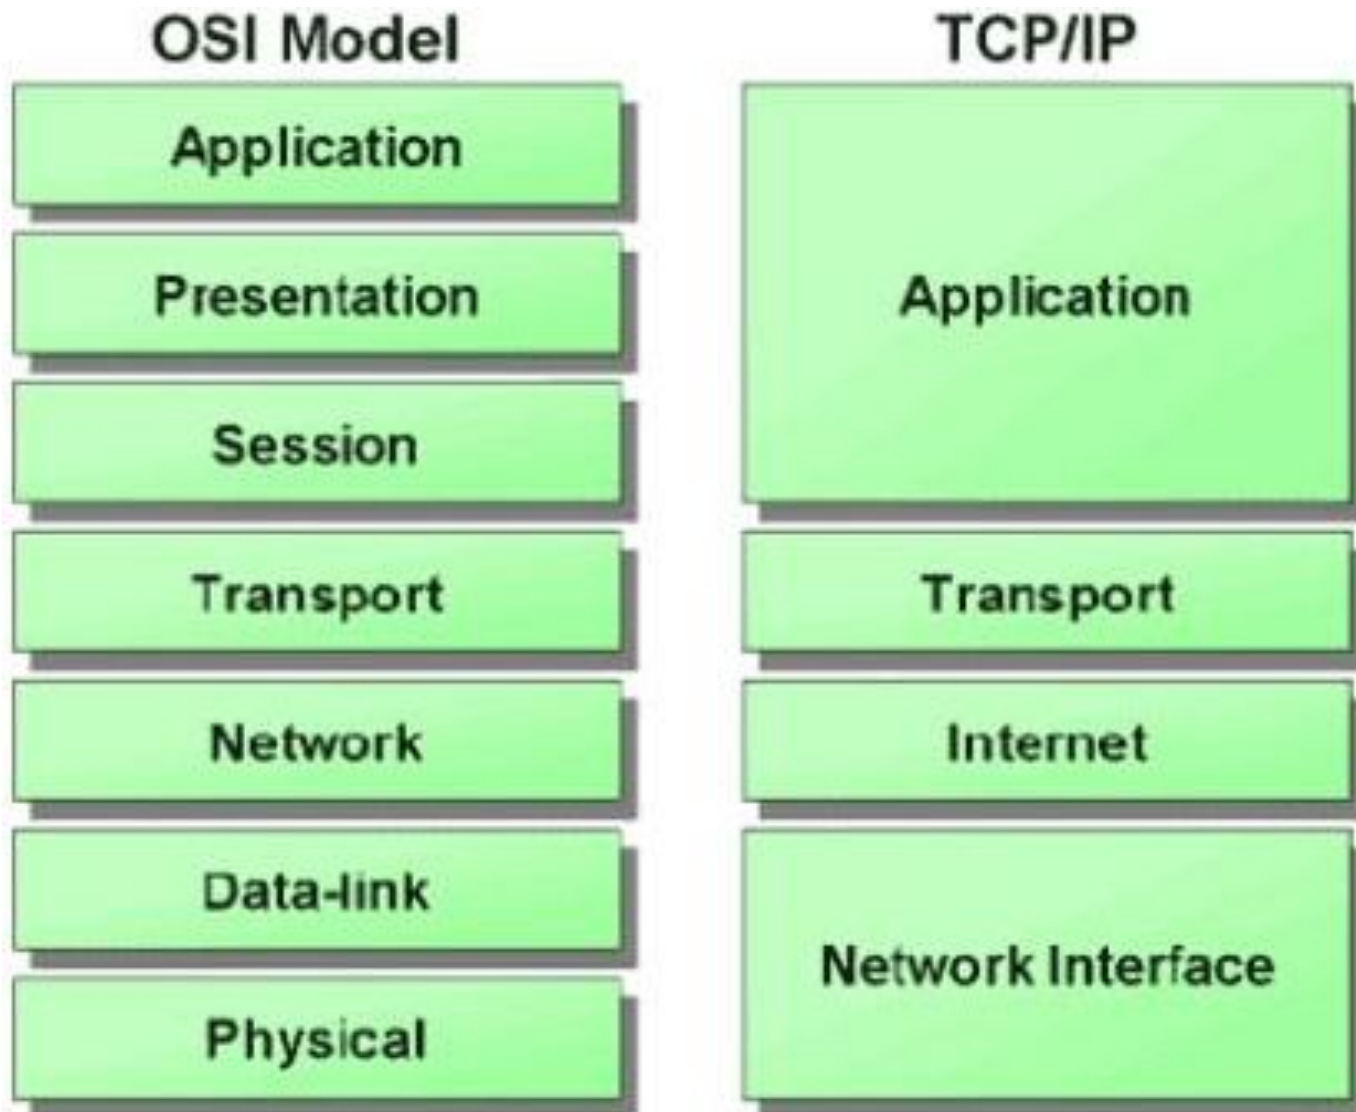 OSI Model
Application
Presentation
Session
Transport
Network
Data-link
Physical
TCP/IP
Application
Transport
Internet
Network Interface